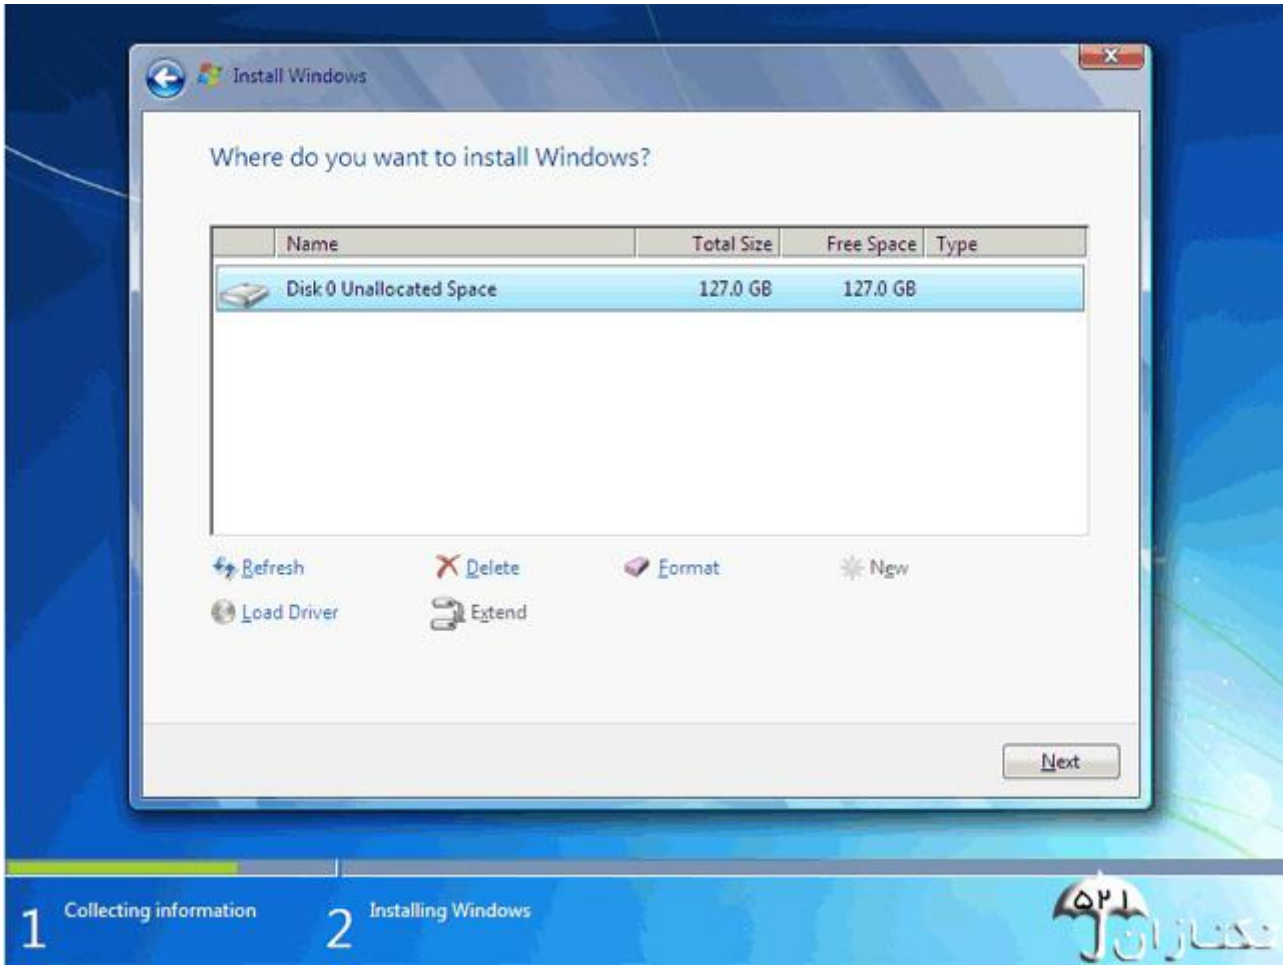 Install Windows
Where do you want to install Windows?
Name Total Size Free Space Type
Disk 0 Unallocated Space 127.0 GB 127.0 GB
Refresh Delete Format New
Load Driver Extend
Next
1 Collecting information 2 Installing Windows
۵۲۱
تکتازان